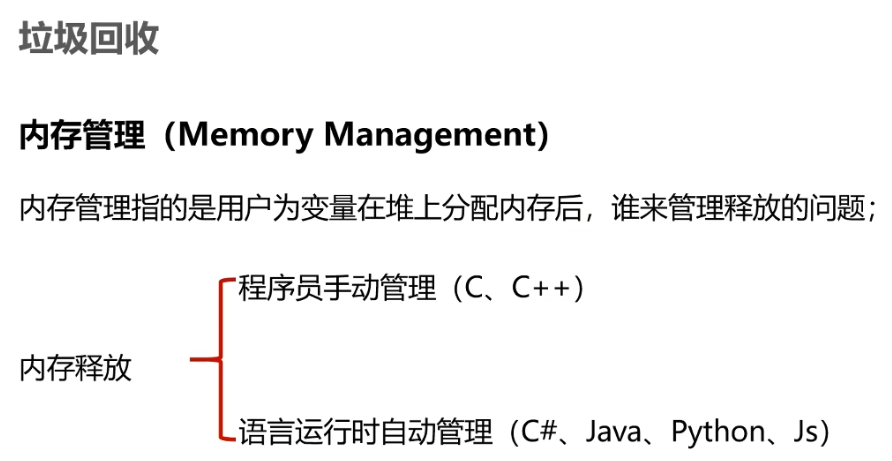 垃圾回收
内存管理（Memory Management）
内存管理指的是用户为变量在堆上分配内存后，谁来管理释放的问题；
程序员手动管理（C、C++）
内存释放
语言运行时自动管理（C#、Java、Python、Js）